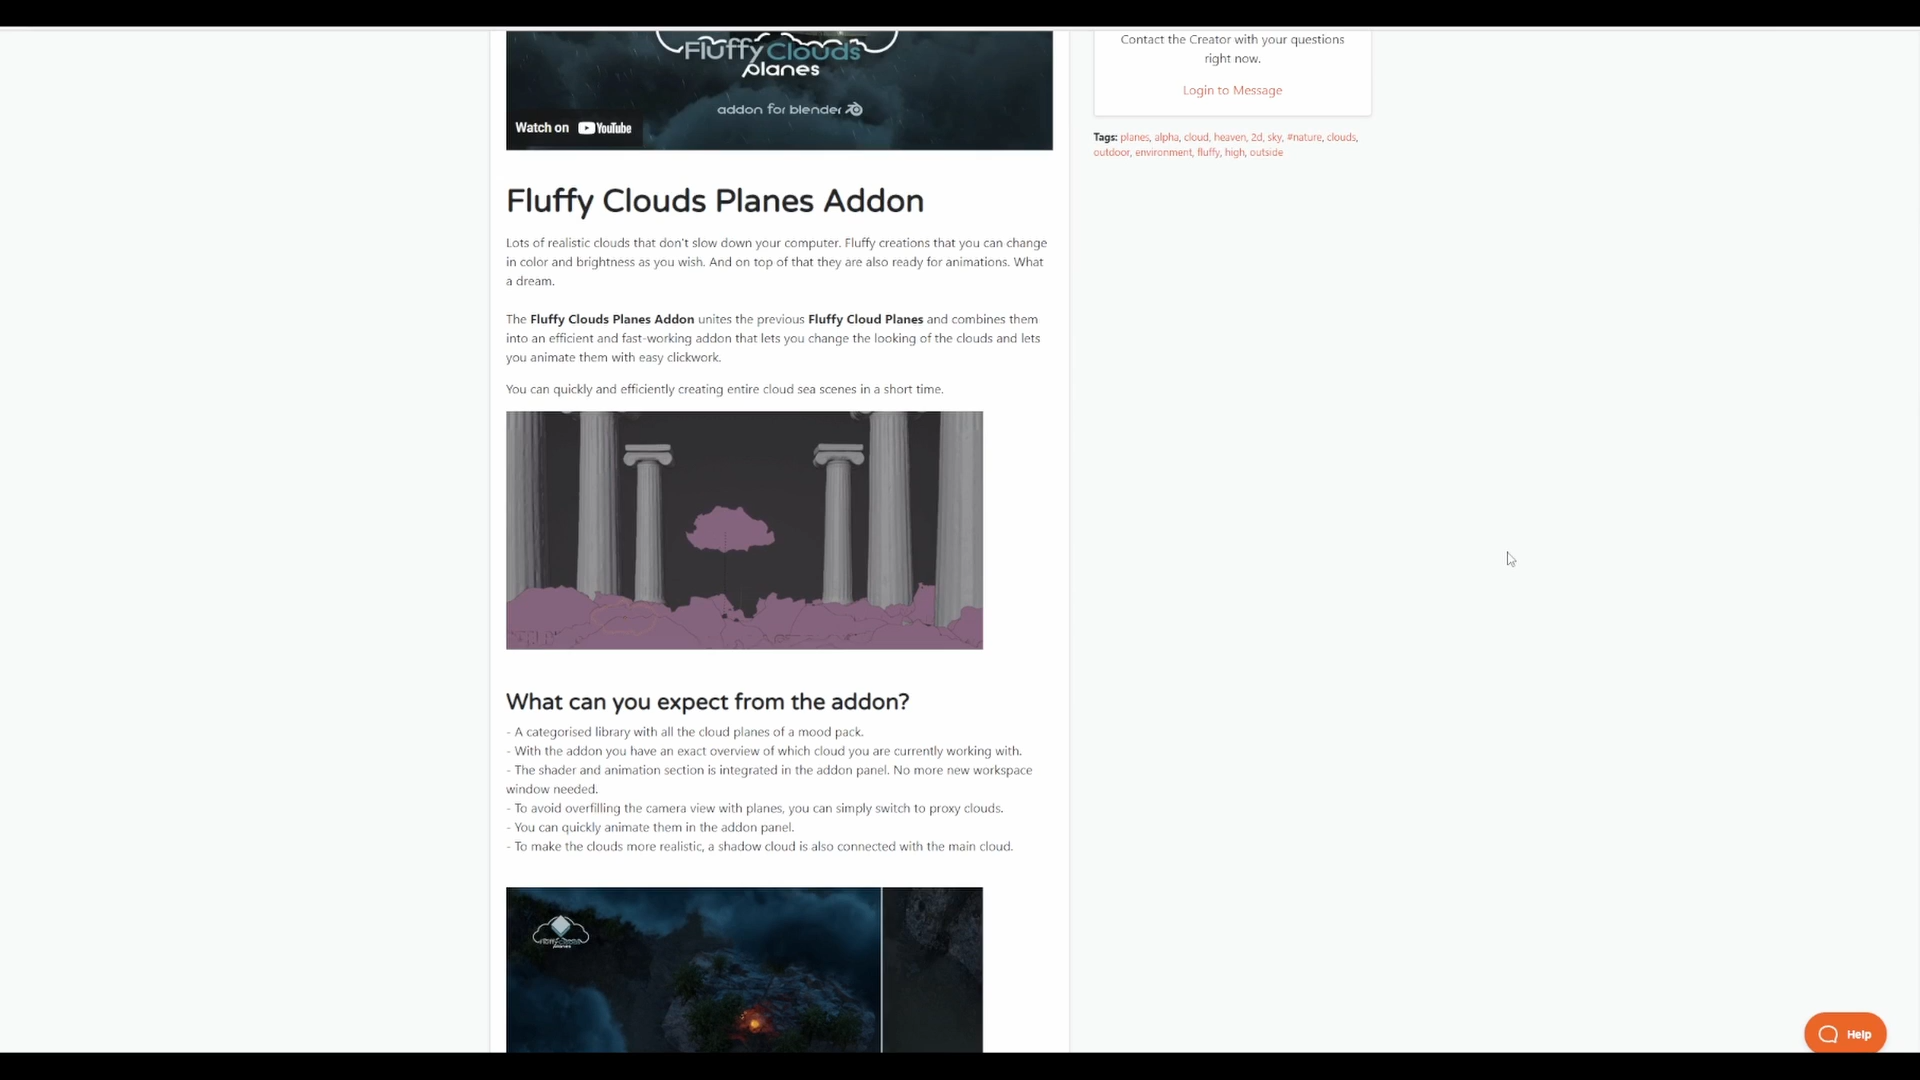 Fluffy Clouds
planes
addon for blender
Watch on YouTube
Contact the Creator with your questions
right now.
Login to Message
Tags: planes, alpha, cloud, heaven, 2d, sky, #nature, clouds,
outdoor, environment, fluffy, high, outside
Fluffy Clouds Planes Addon
Lots of realistic clouds that don't slow down your computer. Fluffy creations that you can change
in color and brightness as you wish. And on top of that they are also ready for animations. What
a dream.
The Fluffy Clouds Planes Addon unites the previous Fluffy Cloud Planes and combines them
into an efficient and fast-working addon that lets you change the looking of the clouds and lets
you animate them with easy clickwork.
You can quickly and efficiently creating entire cloud sea scenes in a short time.
What can you expect from the addon?
- A categorised library with all the cloud planes of a mood pack.
- With the addon you have an exact overview of which cloud you are currently working with.
- The shader and animation section is integrated in the addon panel. No more new workspace
window needed.
- To avoid overfilling the camera view with planes, you can simply switch to proxy clouds.
- You can quickly animate them in the addon panel.
- To make the clouds more realistic, a shadow cloud is also connected with the main cloud.
planes
Help